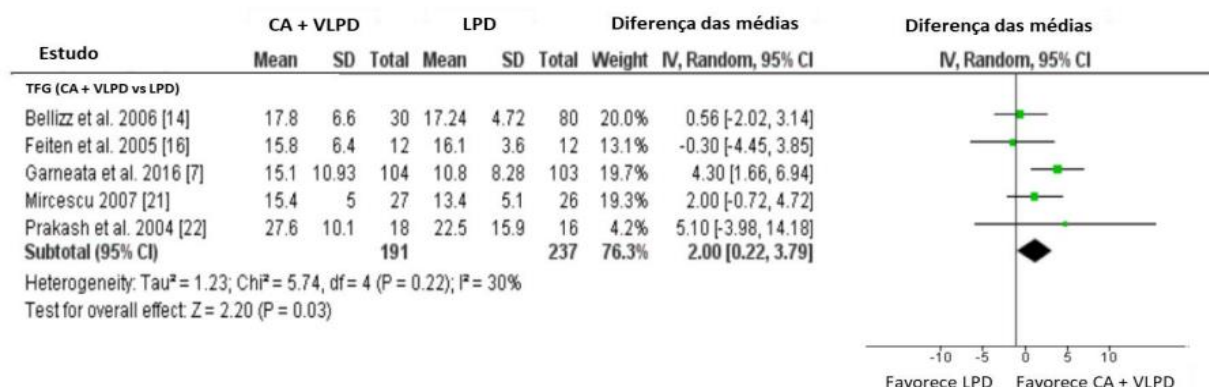 CA + VLPD LPD Diferença das médias Diferença das médias
Estudo Mean SD Total Mean SD Total Weight IV, Random, 95% CI IV, Random, 95% CI
TFG (CA + VLPD vs LPD)
Bellizz et al. 2006 [14] 17.8 6.6 30 17.24 4.72 80 20.0% 0.56 [-2.02, 3.14]
Feiten et al. 2005 [16] 15.8 6.4 12 16.1 3.6 12 13.1% -0.30 [-4.45, 3.85]
Garneata et al. 2016 [7] 15.1 10.93 104 10.8 8.28 103 19.7% 4.30 [1.66, 6.94]
Mircescu 2007 [21] 15.4 5 27 13.4 5.1 26 19.3% 2.00 [-0.72, 4.72]
Prakash et al. 2004 [22] 27.6 10.1 18 22.5 15.9 16 4.2% 5.10 [-3.98, 14.18]
Subtotal (95% CI) 191 237 76.3% 2.00 [0.22, 3.79]
Heterogeneity: Tau² = 1.23; Chi² = 5.74, df = 4 (P = 0.22); I² = 30%
Test for overall effect: Z = 2.20 (P = 0.03)
-10 -5 0 5 10
Favorece LPD Favorece CA + VLPD